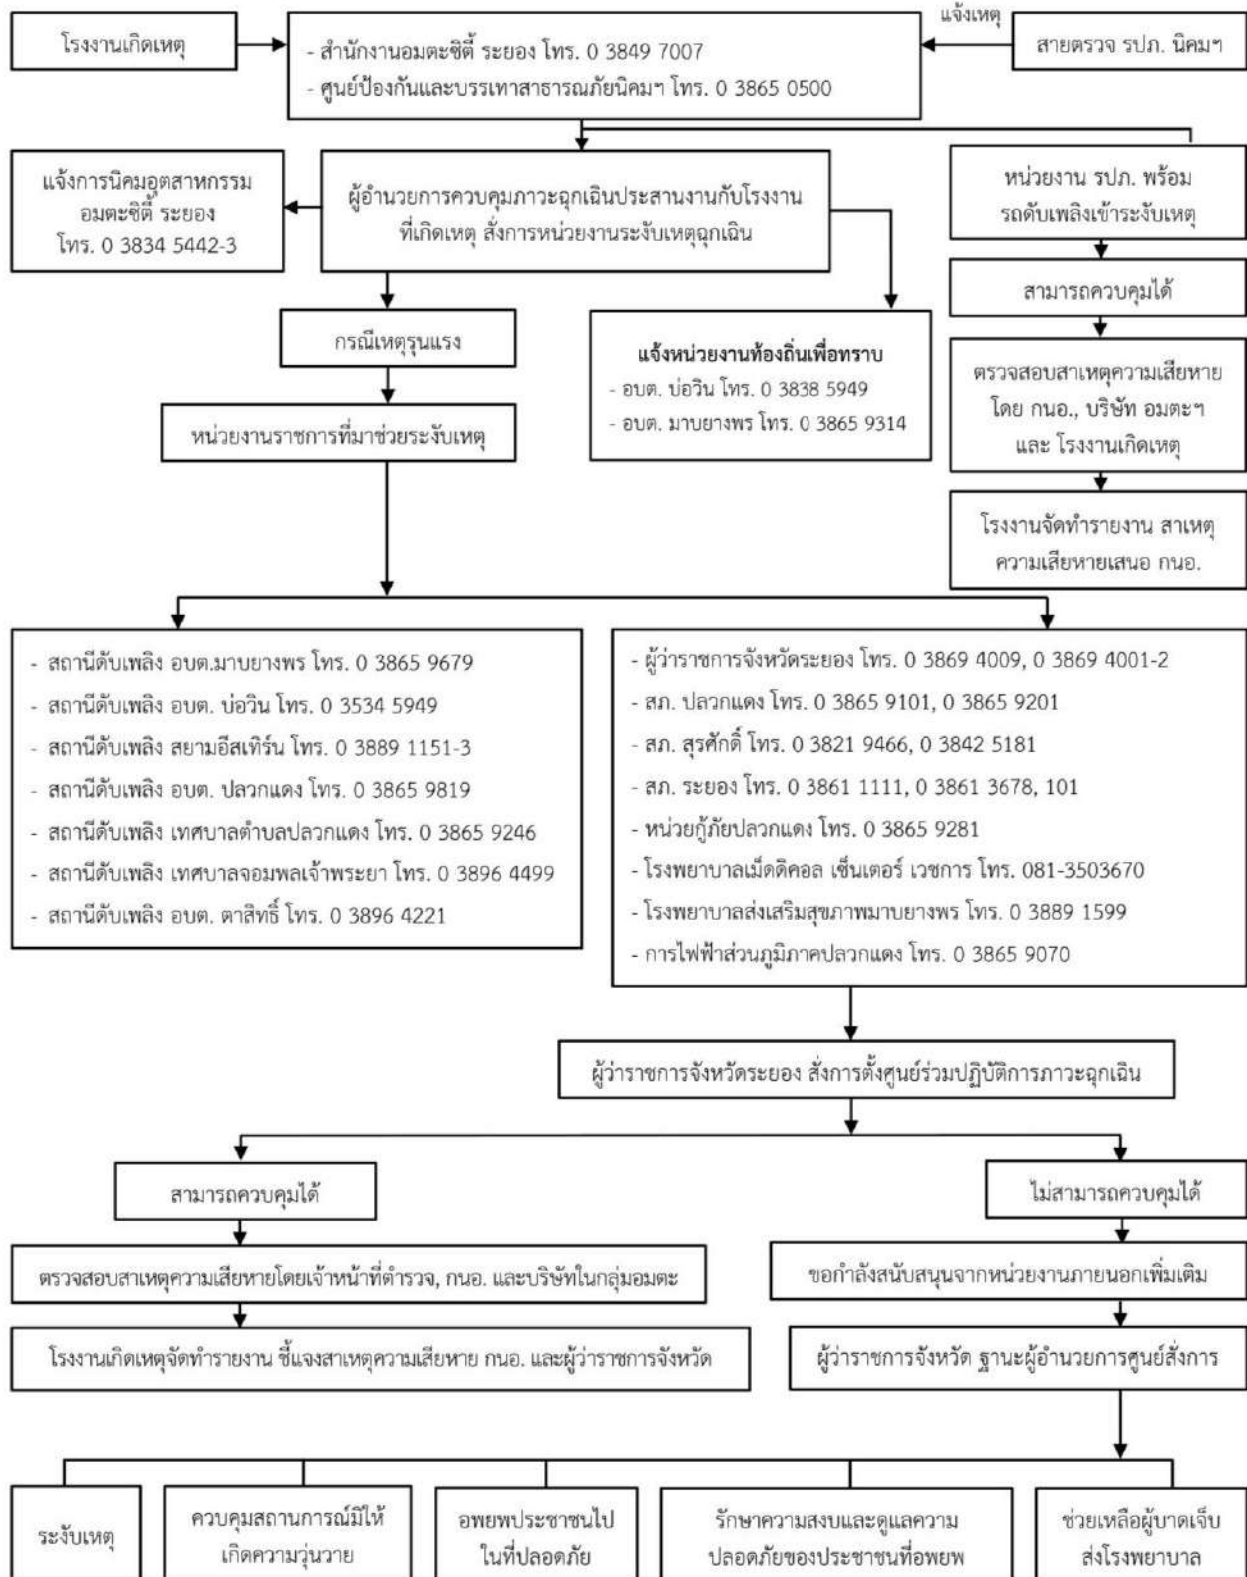 แจ้งเหตุ
โรงงานเกิดเหตุ
- สำนักงานอมตะซิตี้ ระยอง โทร. 0 3849 7007
- ศูนย์ป้องกันและบรรเทาสาธารณภัยนิคมฯ โทร. 0 3865 0500
สายตรวจ รปภ. นิคมฯ
แจ้งการนิคมอุตสาหกรรม
อมตะซิตี้ ระยอง
โทร. 0 3834 5442-3
ผู้อำนวยการควบคุมภาวะฉุกเฉินประสานงานกับโรงงาน
ที่เกิดเหตุ สั่งการหน่วยงานระงับเหตุฉุกเฉิน
หน่วยงาน รปภ. พร้อม
รถดับเพลิงเข้าระงับเหตุ
สามารถควบคุมได้
กรณีเหตุรุนแรง
แจ้งหน่วยงานท้องถิ่นเพื่อทราบ
- อบต. บ่อวิน โทร. 0 3838 5949
- อบต. มาบยางพร โทร. 0 3865 9314
ตรวจสอบสาเหตุความเสียหาย
โดย กนอ., บริษัท อมตะฯ
และ โรงงานเกิดเหตุ
หน่วยงานราชการที่มาช่วยระงับเหตุ
โรงงานจัดทำรายงาน สาเหตุ
ความเสียหายเสนอ กนอ.
- สถานีดับเพลิง อบต.มาบยางพร โทร. 0 3865 9679
- สถานีดับเพลิง อบต. บ่อวิน โทร. 0 3534 5949
- สถานีดับเพลิง สยามอีสเทิร์น โทร. 0 3889 1151-3
- สถานีดับเพลิง อบต. ปลวกแดง โทร. 0 3865 9819
- สถานีดับเพลิง เทศบาลตำบลปลวกแดง โทร. 0 3865 9246
- สถานีดับเพลิง เทศบาลจอมพลเจ้าพระยา โทร. 0 3896 4499
- สถานีดับเพลิง อบต. ตาสิทธิ์ โทร. 0 3896 4221
- ผู้ว่าราชการจังหวัดระยอง โทร. 0 3869 4009, 0 3869 4001-2
- สภ. ปลวกแดง โทร. 0 3865 9101, 0 3865 9201
- สภ. สุรศักดิ์ โทร. 0 3821 9466, 0 3842 5181
- สภ. ระยอง โทร. 0 3861 1111, 0 3861 3678, 101
- หน่วยกู้ภัยปลวกแดง โทร. 0 3865 9281
- โรงพยาบาลเม็ดดิคอล เซ็นเตอร์ เวชการ โทร. 081-3503670
- โรงพยาบาลส่งเสริมสุขภาพมาบยางพร โทร. 0 3889 1599
- การไฟฟ้าส่วนภูมิภาคปลวกแดง โทร. 0 3865 9070
ผู้ว่าราชการจังหวัดระยอง สั่งการตั้งศูนย์ร่วมปฏิบัติการภาวะฉุกเฉิน
สามารถควบคุมได้
ไม่สามารถควบคุมได้
ตรวจสอบสาเหตุความเสียหายโดยเจ้าหน้าที่ตำรวจ, กนอ. และบริษัทในกลุ่มอมตะ
ขอกำลังสนับสนุนจากหน่วยงานภายนอกเพิ่มเติม
โรงงานเกิดเหตุจัดทำรายงาน ชี้แจงสาเหตุความเสียหาย กนอ. และผู้ว่าราชการจังหวัด
ผู้ว่าราชการจังหวัด ฐานะผู้อำนวยการศูนย์สั่งการ
ระงับเหตุ
ควบคุมสถานการณ์มิให้
เกิดความวุ่นวาย
อพยพประชาชนไป
ในที่ปลอดภัย
รักษาความสงบและดูแลความ
ปลอดภัยของประชาชนที่อพยพ
ช่วยเหลือผู้บาดเจ็บ
ส่งโรงพยาบาล